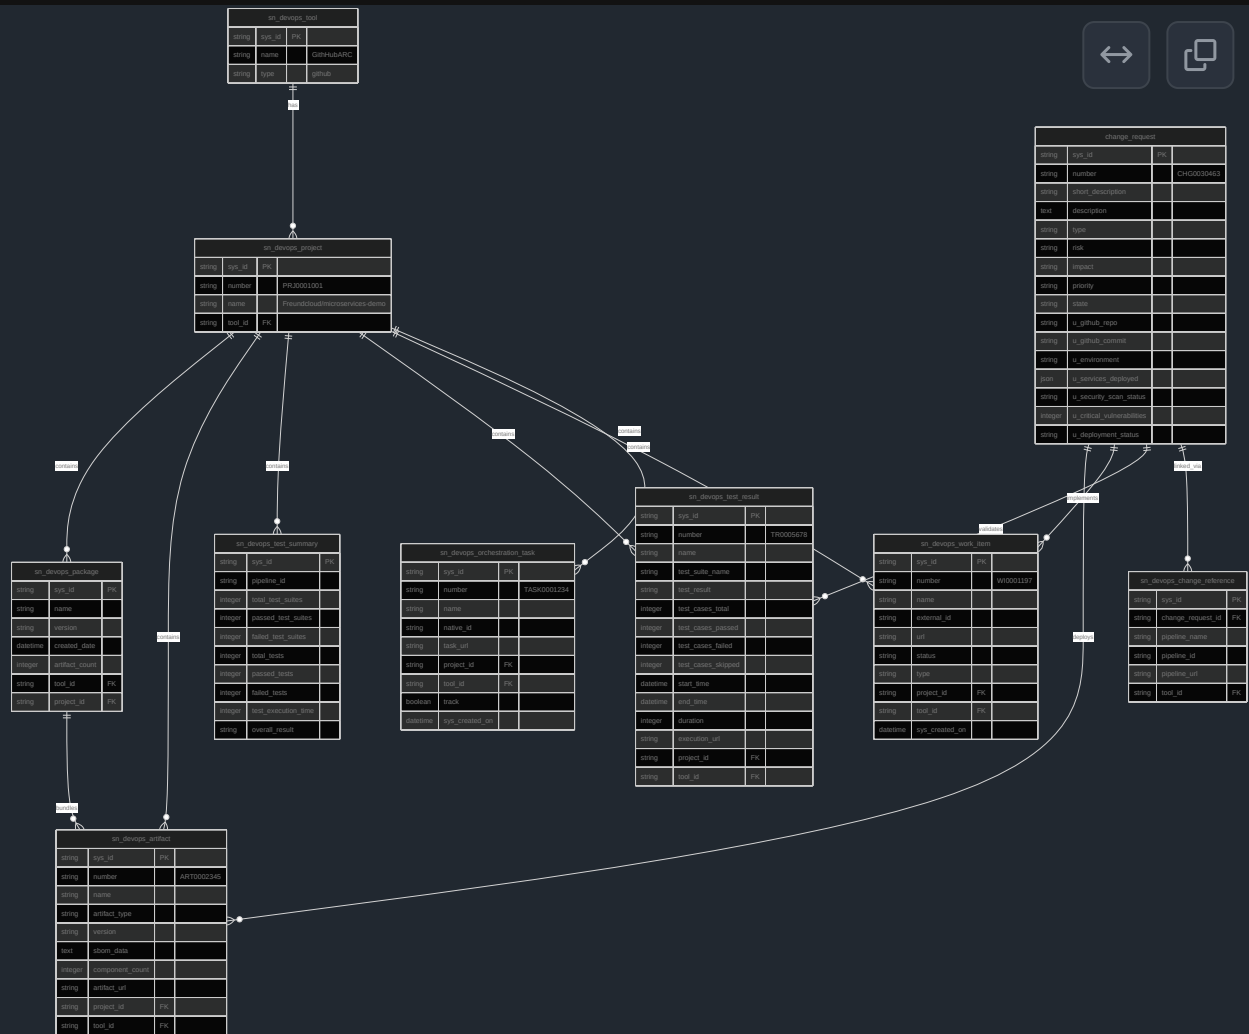 sn_devops_tool
string sys_id PK
string name GitHubARC
string type github
has
change_request
string sys_id PK
string number CHG0030463
string short_description
text description
string type
string risk
string impact
string priority
string state
string u_github_repo
string u_github_commit
string u_environment
json u_services_deployed
string u_security_scan_status
integer u_critical_vulnerabilities
string u_deployment_status
sn_devops_project
string sys_id PK
string number PRJ0001001
string name Freundcloud/microservices-demo
string tool_id FK
contains
contains
contains
contains
contains
contains
linked_via
implements
validates
deploys
sn_devops_package
string sys_id PK
string name
string version
datetime created_date
integer artifact_count
string tool_id FK
string project_id FK
bundles
sn_devops_test_summary
string sys_id PK
string pipeline_id
integer total_test_suites
integer passed_test_suites
integer failed_test_suites
integer total_tests
integer passed_tests
integer failed_tests
integer test_execution_time
string overall_result
sn_devops_orchestration_task
string sys_id PK
string number TASK0001234
string name
string native_id
string task_url
string project_id FK
string tool_id FK
boolean track
datetime sys_created_on
sn_devops_test_result
string sys_id PK
string number TR0005678
string name
string test_suite_name
string test_result
integer test_cases_total
integer test_cases_passed
integer test_cases_failed
integer test_cases_skipped
datetime start_time
datetime end_time
integer duration
string execution_url
string project_id FK
string tool_id FK
sn_devops_work_item
string sys_id PK
string number WI0001197
string name
string external_id
string url
string status
string type
string project_id FK
string tool_id FK
datetime sys_created_on
sn_devops_change_reference
string sys_id PK
string change_request_id FK
string pipeline_name
string pipeline_id
string pipeline_url
string tool_id FK
sn_devops_artifact
string sys_id PK
string number ART0002345
string name
string artifact_type
string version
text sbom_data
integer component_count
string artifact_url
string project_id FK
string tool_id FK